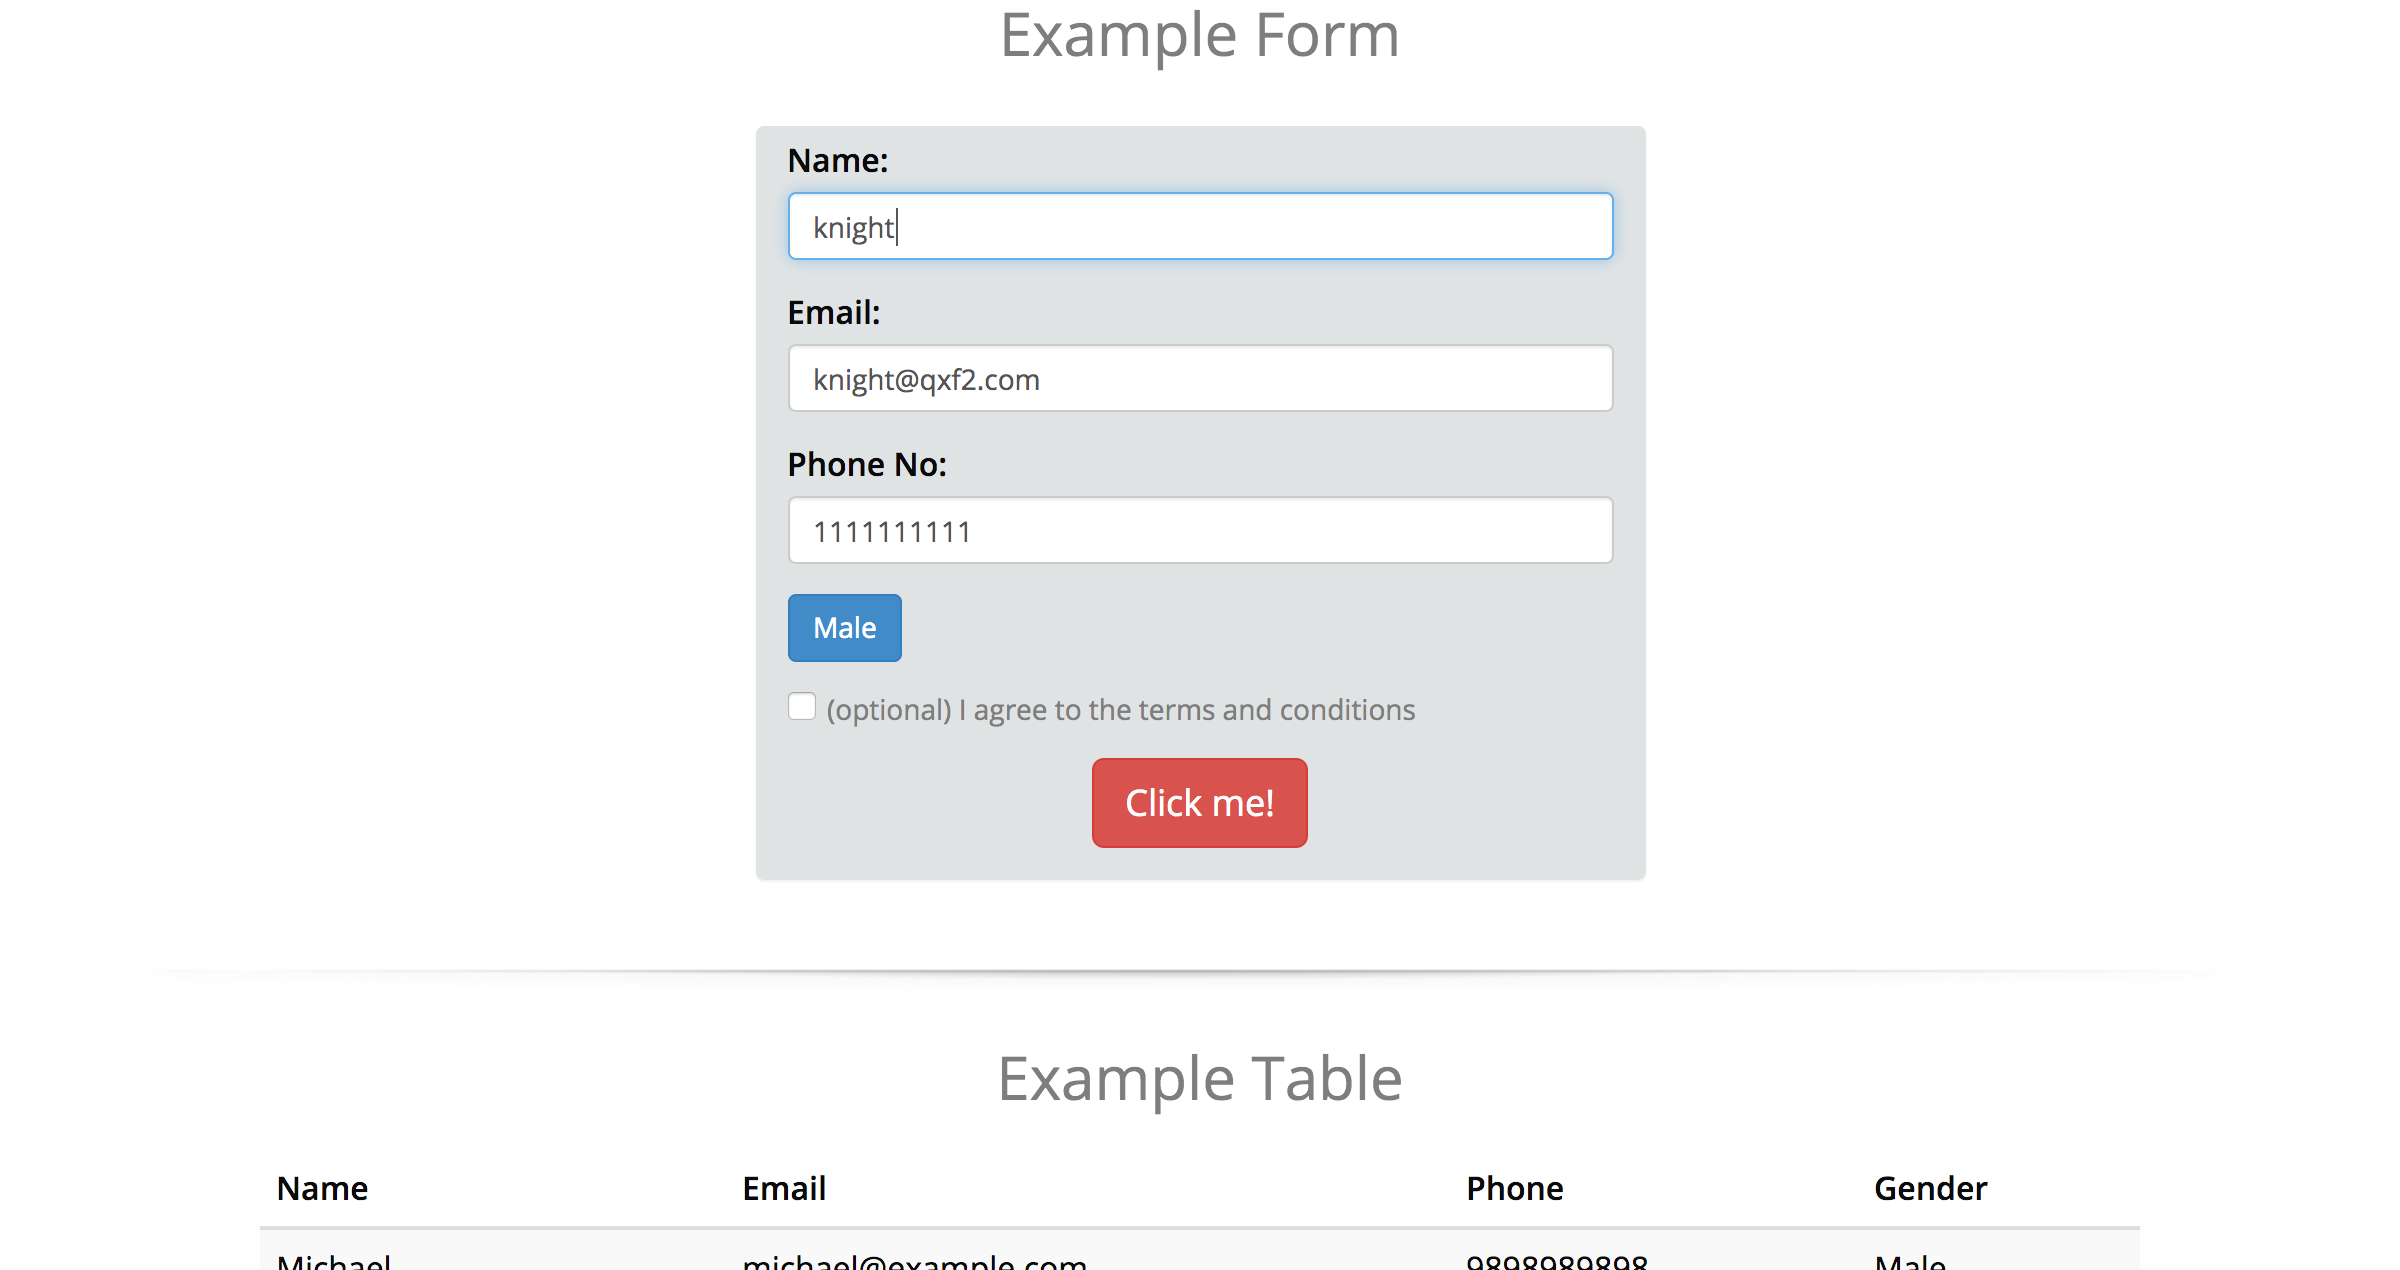 Example Form
Name:
knight
Email:
knight@qxf2.com
Phone No:
1111111111
Male
(optional) I agree to the terms and conditions
Click me!
Example Table
Name Email Phone Gender
Michael michael@example.com 9898989898 Male